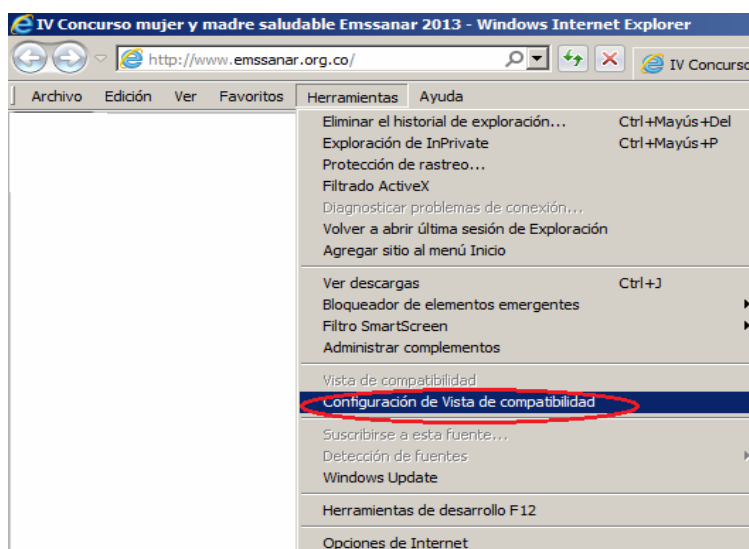 IV Concurso mujer y madre saludable Emssanar 2013 - Windows Internet Explorer
http://www.emssanar.org.co/
IV Concurso
Archivo Edición Ver Favoritos Herramientas Ayuda
Eliminar el historial de exploración... Ctrl+Mayús+Del
Exploración de InPrivate Ctrl+Mayús+P
Protección de rastreo...
Filtrado ActiveX
Diagnosticar problemas de conexión...
Volver a abrir última sesión de Exploración
Agregar sitio al menú Inicio
Ver descargas Ctrl+J
Bloqueador de elementos emergentes
Filtro SmartScreen
Administrar complementos
Vista de compatibilidad
Configuración de Vista de compatibilidad
Suscribirse a esta fuente...
Detección de fuentes
Windows Update
Herramientas de desarrollo F12
Opciones de Internet